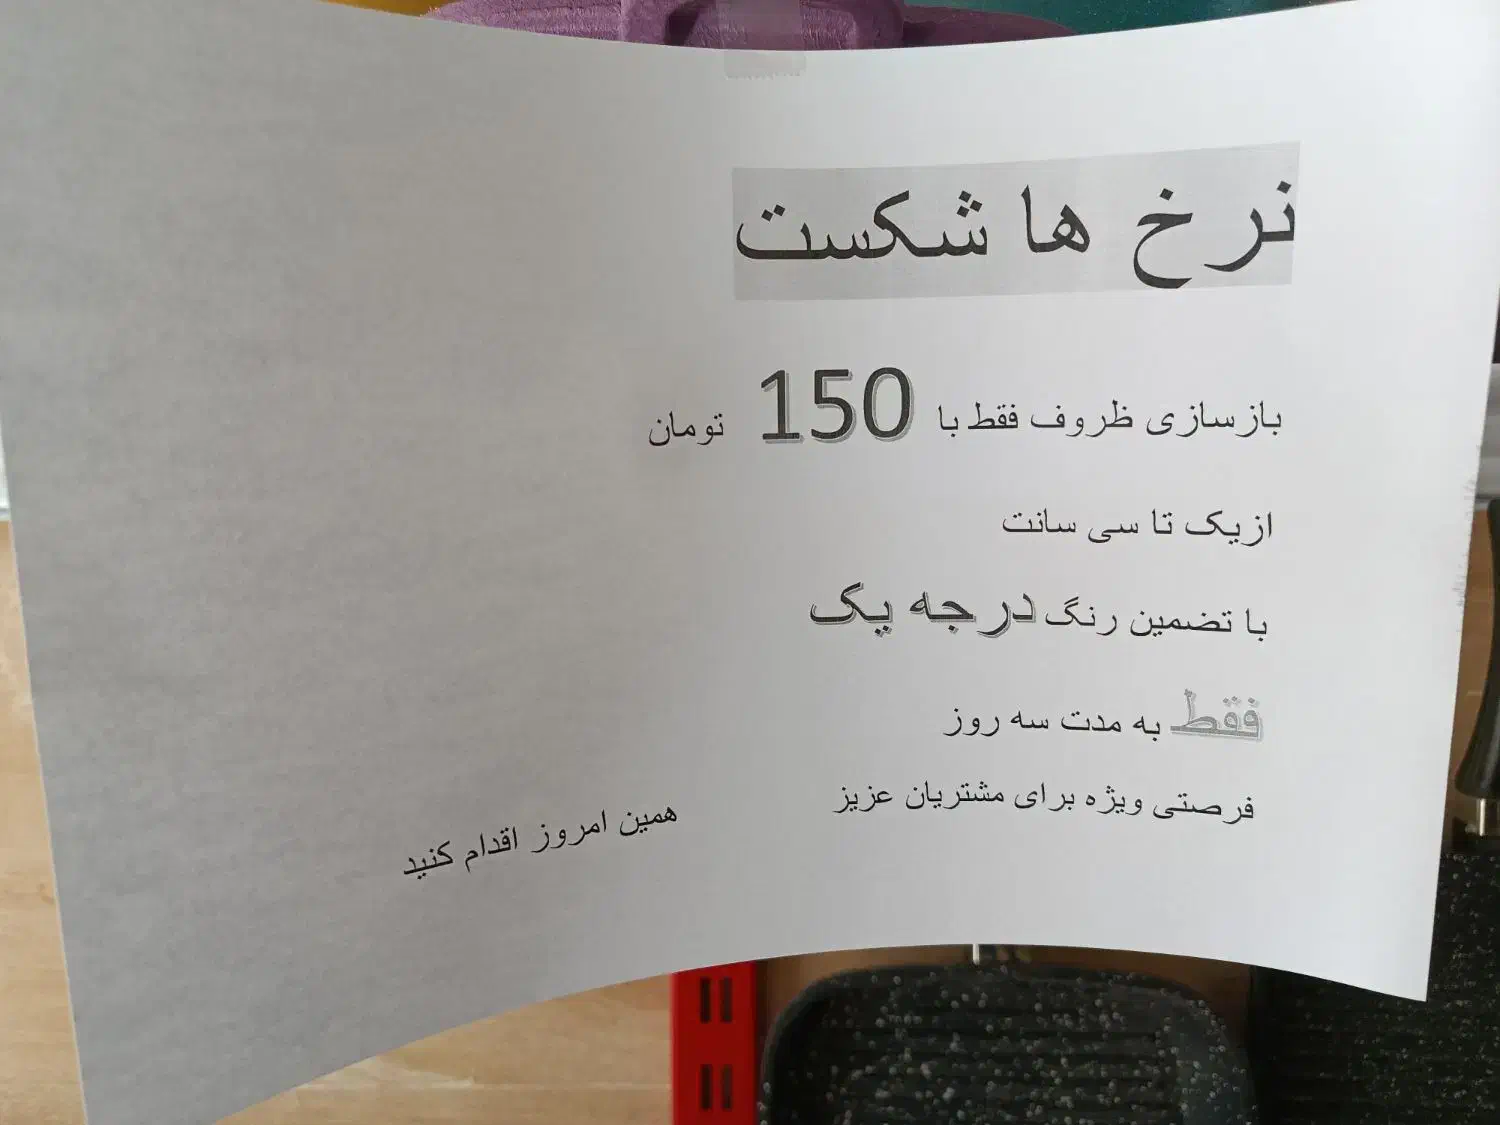 نرخ ها شکست
بازسازی ظروف فقط با 150 تومان
ازیک تا سی سانت
با تضمین رنگ درجه یک
فقط به مدت سه روز
فرصتی ویژه برای مشتریان عزیز
همین امروز اقدام کنید